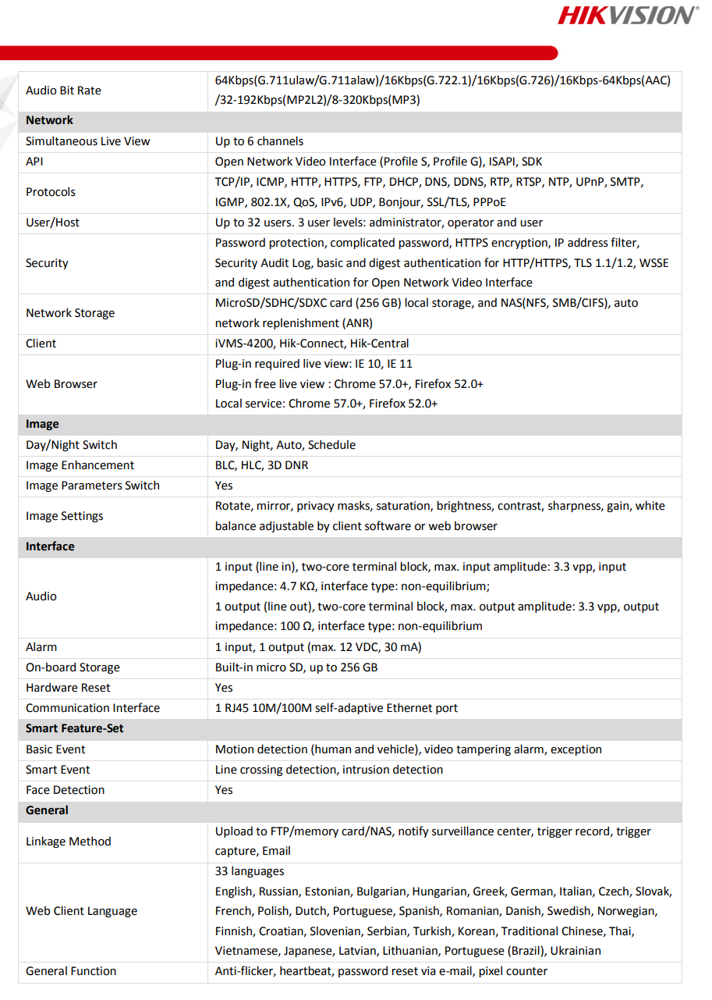 HIKVISION®
Audio Bit Rate
64Kbps(G.711ulaw/G.711alaw)/16Kbps(G.722.1)/16Kbps(G.726)/16Kbps-64Kbps(AAC)
/32-192Kbps(MP2L2)/8-320Kbps(MP3)
Network
Simultaneous Live View
Up to 6 channels
API
Open Network Video Interface (Profile S, Profile G), ISAPI, SDK
Protocols
TCP/IP, ICMP, HTTP, HTTPS, FTP, DHCP, DNS, DDNS, RTP, RTSP, NTP, UPnP, SMTP,
IGMP, 802.1X, QoS, IPv6, UDP, Bonjour, SSL/TLS, PPPoE
User/Host
Up to 32 users. 3 user levels: administrator, operator and user
Security
Password protection, complicated password, HTTPS encryption, IP address filter,
Security Audit Log, basic and digest authentication for HTTP/HTTPS, TLS 1.1/1.2, WSSE
and digest authentication for Open Network Video Interface
Network Storage
MicroSD/SDHC/SDXC card (256 GB) local storage, and NAS(NFS, SMB/CIFS), auto
network replenishment (ANR)
Client
iVMS-4200, Hik-Connect, Hik-Central
Web Browser
Plug-in required live view: IE 10, IE 11
Plug-in free live view : Chrome 57.0+, Firefox 52.0+
Local service: Chrome 57.0+, Firefox 52.0+
Image
Day/Night Switch
Day, Night, Auto, Schedule
Image Enhancement
BLC, HLC, 3D DNR
Image Parameters Switch
Yes
Image Settings
Rotate, mirror, privacy masks, saturation, brightness, contrast, sharpness, gain, white
balance adjustable by client software or web browser
Interface
Audio
1 input (line in), two-core terminal block, max. input amplitude: 3.3 vpp, input
impedance: 4.7 KΩ, interface type: non-equilibrium;
1 output (line out), two-core terminal block, max. output amplitude: 3.3 vpp, output
impedance: 100 Ω, interface type: non-equilibrium
Alarm
1 input, 1 output (max. 12 VDC, 30 mA)
On-board Storage
Built-in micro SD, up to 256 GB
Hardware Reset
Yes
Communication Interface
1 RJ45 10M/100M self-adaptive Ethernet port
Smart Feature-Set
Basic Event
Motion detection (human and vehicle), video tampering alarm, exception
Smart Event
Line crossing detection, intrusion detection
Face Detection
Yes
General
Linkage Method
Upload to FTP/memory card/NAS, notify surveillance center, trigger record, trigger
capture, Email
Web Client Language
33 languages
English, Russian, Estonian, Bulgarian, Hungarian, Greek, German, Italian, Czech, Slovak,
French, Polish, Dutch, Portuguese, Spanish, Romanian, Danish, Swedish, Norwegian,
Finnish, Croatian, Slovenian, Serbian, Turkish, Korean, Traditional Chinese, Thai,
Vietnamese, Japanese, Latvian, Lithuanian, Portuguese (Brazil), Ukrainian
General Function
Anti-flicker, heartbeat, password reset via e-mail, pixel counter